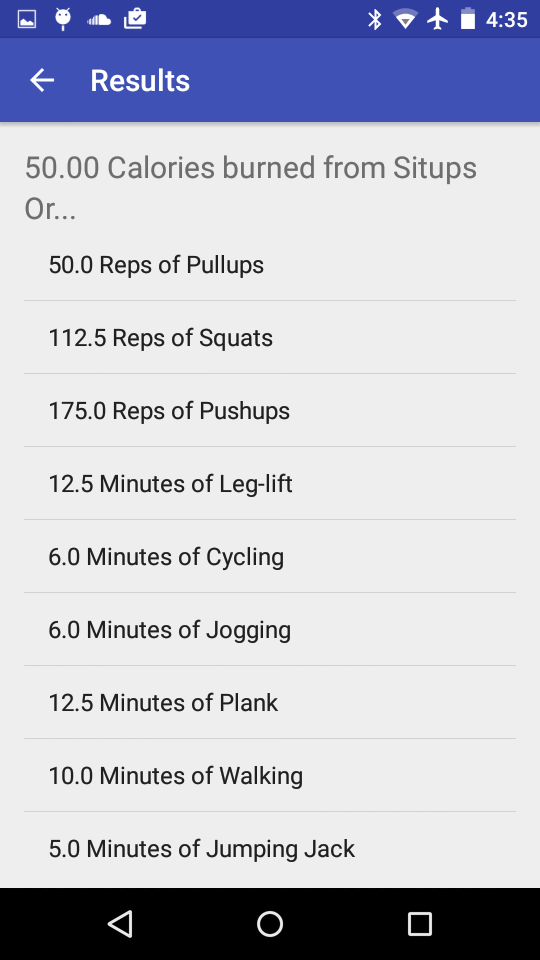 4:35
Results
50.00 Calories burned from Situps
Or...
50.0 Reps of Pullups
112.5 Reps of Squats
175.0 Reps of Pushups
12.5 Minutes of Leg-lift
6.0 Minutes of Cycling
6.0 Minutes of Jogging
12.5 Minutes of Plank
10.0 Minutes of Walking
5.0 Minutes of Jumping Jack